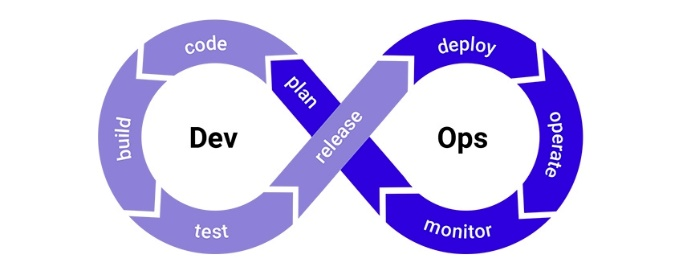 code
deploy
plan
build
Dev
release
Ops
operate
test
monitor